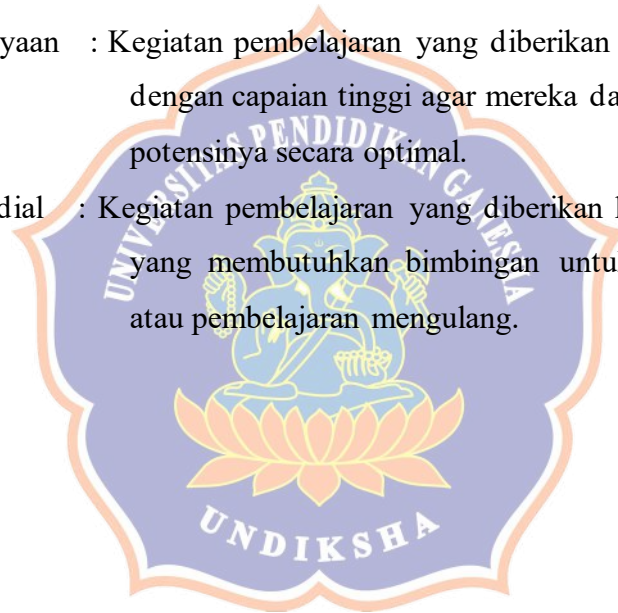 yaan : Kegiatan pembelajaran yang diberikan
dengan capaian tinggi agar mereka da
potensinya secara optimal.
dial : Kegiatan pembelajaran yang diberikan
yang membutuhkan bimbingan untu
atau pembelajaran mengulang.
UNIVERSITAS PENDIDIKAN GANESHA
UNDIKSHA